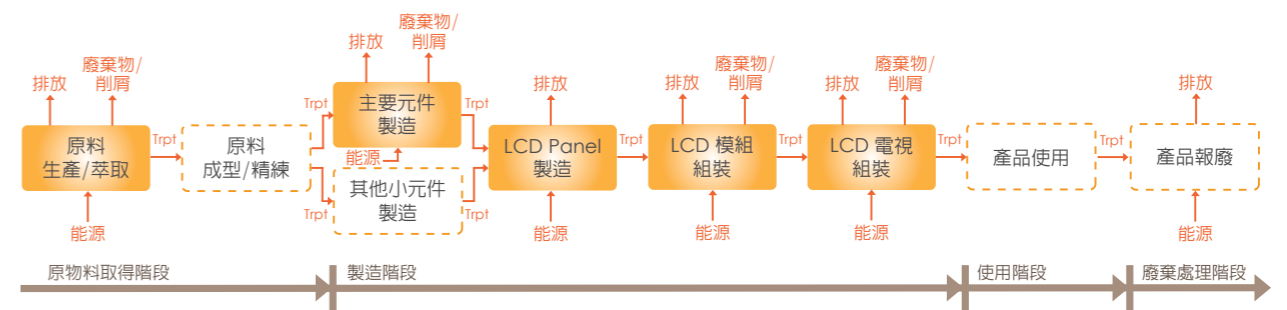 排放
廢棄物/
削屑
原料
生產/萃取
能源
Trpt
原料
成型/精練
Trpt
Trpt
排放
廢棄物/
削屑
主要元件
製造
能源
其他小元件
製造
Trpt
Trpt
排放
LCD Panel
製造
能源
Trpt
排放
廢棄物/
削屑
LCD 模組
組裝
能源
Trpt
排放
廢棄物/
削屑
LCD 電視
組裝
能源
Trpt
產品使用
Trpt
排放
產品報廢
能源
原物料取得階段
製造階段
使用階段
廢棄處理階段